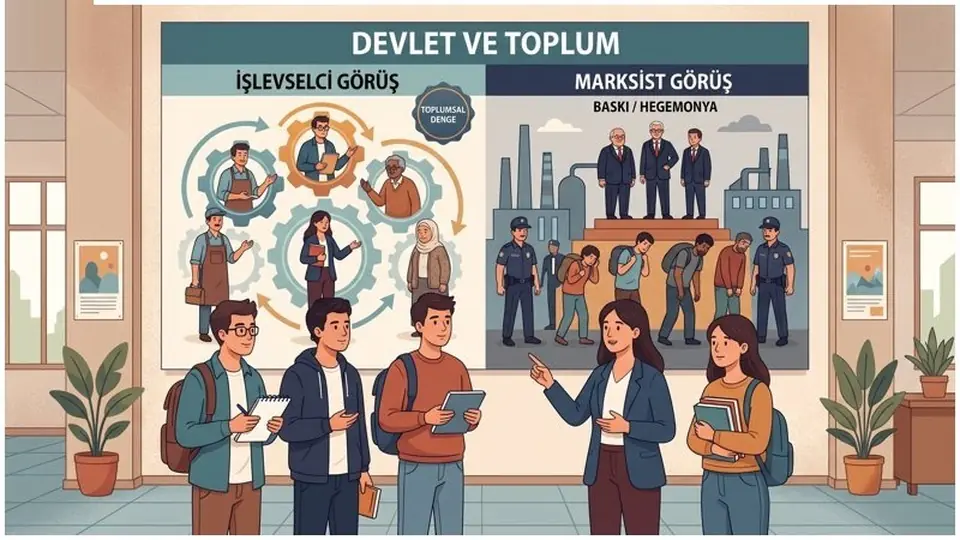 DEVLET VE TOPLUM
İŞLEVSELCİ GÖRÜŞ
TOPLUMSAL
DENGE
MARKSİST GÖRÜŞ
BASKI / HEGEMONYA